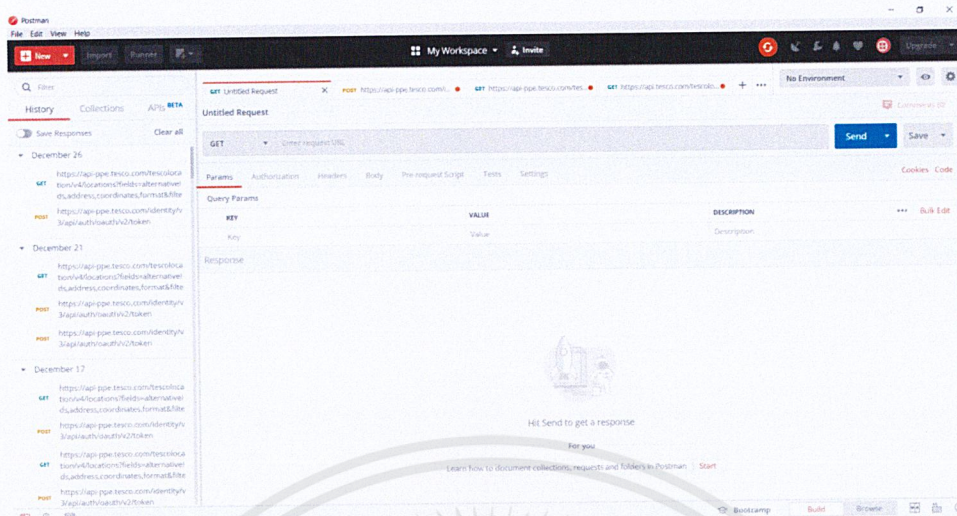 Postman
File Edit View Help
New Import Runner My Workspace Invite Upgrade
Filter
History Collections APIs BETA
Save Responses Clear all
December 26
GET https://api-ppe.tesco.com/tescoloca
tion/v4/locations?fields=alternativeI
ds,address,coordinates,format&filte
POST https://api-ppe.tesco.com/identity/v
3/api/auth/oauth/v2/token
December 21
GET https://api-ppe.tesco.com/tescoloca
tion/v4/locations?fields=alternativeI
ds,address,coordinates,format&filte
POST https://api-ppe.tesco.com/identity/v
3/api/auth/oauth/v2/token
POST https://api-ppe.tesco.com/identity/v
3/api/auth/oauth/v2/token
December 17
GET https://api-ppe.tesco.com/tescoloca
tion/v4/locations?fields=alternativeI
ds,address,coordinates,format&filte
POST https://api-ppe.tesco.com/identity/v
3/api/auth/oauth/v2/token
GET https://api-ppe.tesco.com/tescoloca
tion/v4/locations?fields=alternativeI
ds,address,coordinates,format&filte
POST https://api-ppe.tesco.com/identity/v
3/api/auth/oauth/v2/token
GET Untitled Request POST https://api-ppe.tesco.com/i... GET https://api-ppe.tesco.com/tes... GET https://api.tesco.com/tescolo... + ... No Environment
Untitled Request Comments (0)
GET Enter request URL Send Save
Params Authorization Headers Body Pre-request Script Tests Settings Cookies Code
Query Params
KEY VALUE DESCRIPTION ... Bulk Edit
Key Value Description
Response
Hit Send to get a response
For you
Learn how to document collections, requests and folders in Postman Start
Bootcamp Build Browse